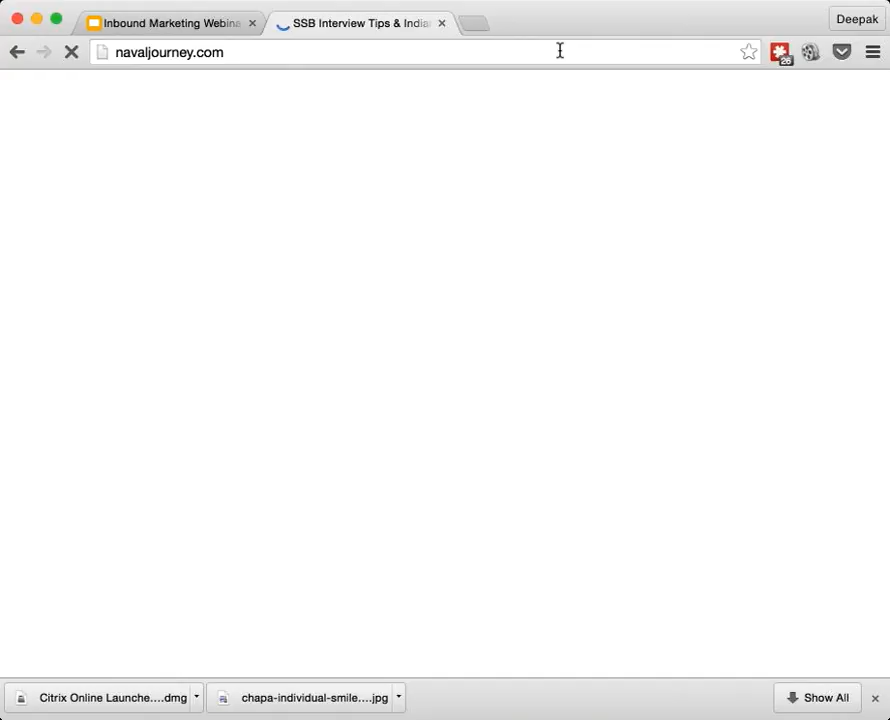 Inbound Marketing Webina
SSB Interview Tips & India
Deepak
navaljourney.com
26
Citrix Online Launche....dmg
chapa-individual-smile....jpg
Show All